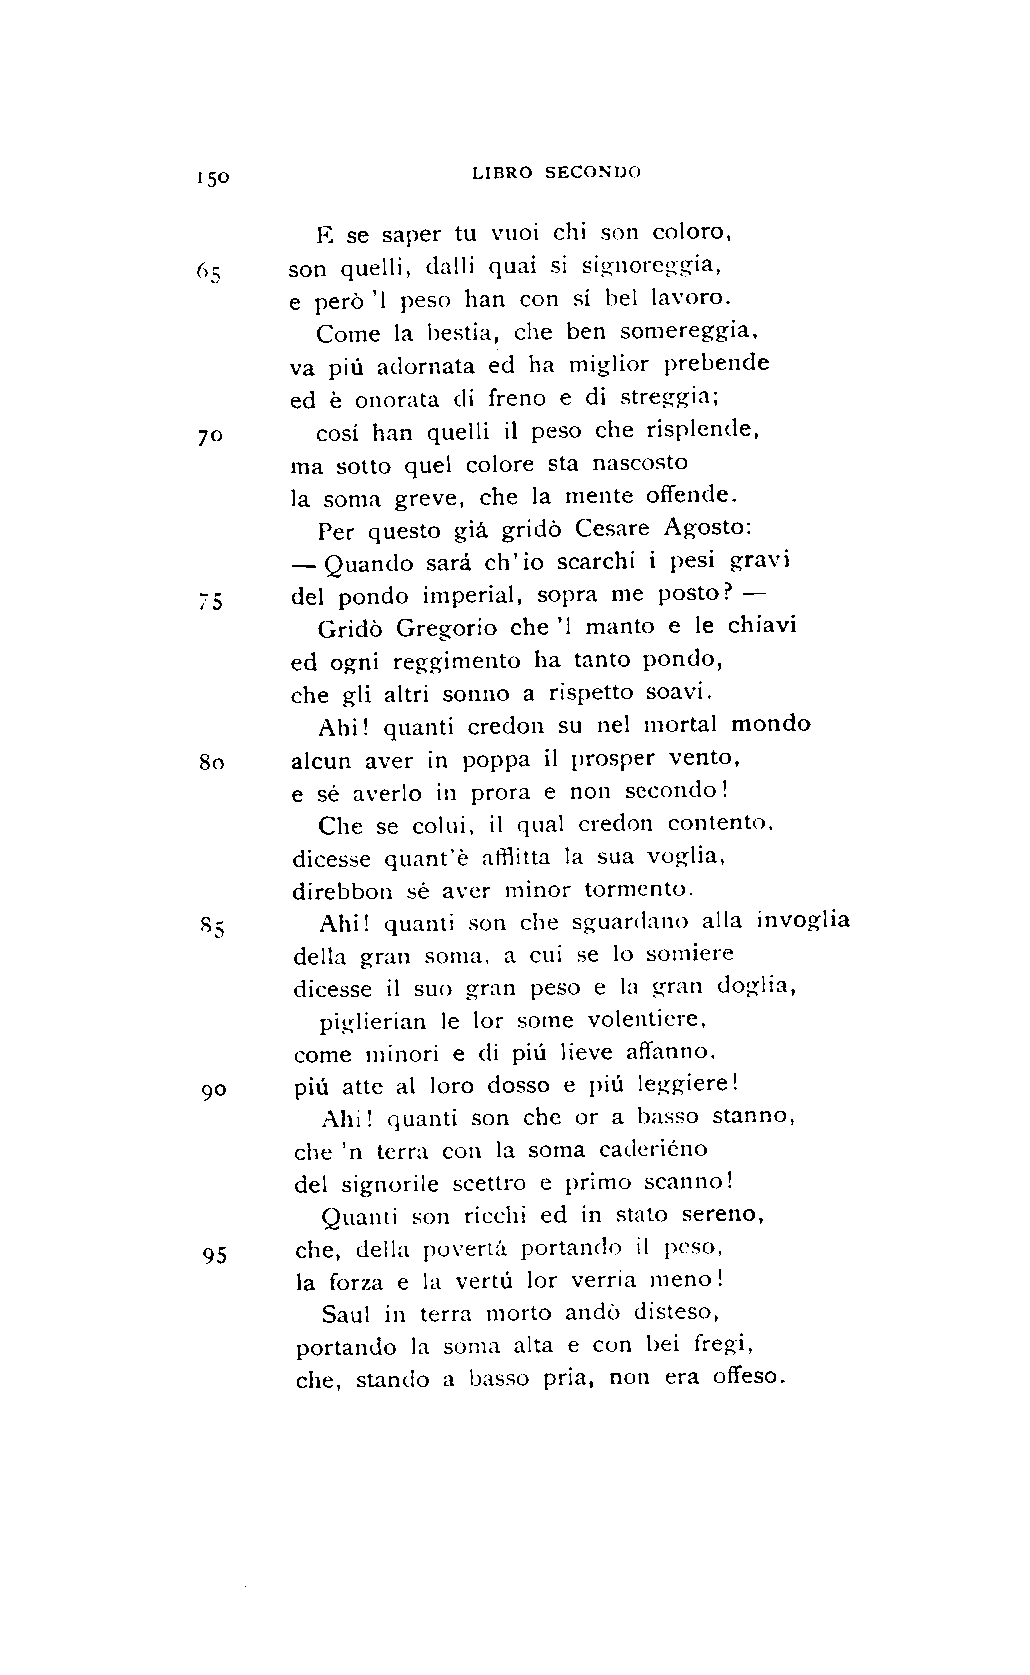 150 LIBRO SECONDO
E se saper tu vuoi chi son coloro,
65 son quelli, dalli quai si signoreggia,
e però 'l peso han con sí bel lavoro.
Come la bestia, che ben somereggia,
va piú adornata ed ha miglior prebende
ed è onorata di freno e di streggia;
70 cosí han quelli il peso che risplende,
ma sotto quel colore sta nascosto
la soma greve, che la mente offende.
Per questo giá gridò Cesare Agosto:
— Quando sará ch'io scarchi i pesi gravi
75 del pondo imperial, sopra me posto? —
Gridò Gregorio che 'l manto e le chiavi
ed ogni reggimento ha tanto pondo,
che gli altri sonno a rispetto soavi.
Ahi! quanti credon su nel mortal mondo
80 alcun aver in poppa il prosper vento,
e sé averlo in prora e non secondo!
Che se colui, il qual credon contento,
dicesse quant'è afflitta la sua voglia,
direbbon sé aver minor tormento.
85 Ahi! quanti son che sguardano alla invoglia
della gran soma, a cui se lo somiere
dicesse il suo gran peso e la gran doglia,
piglierian le lor some volentiere,
come minori e di piú lieve affanno,
90 piú atte al loro dosso e piú leggiere!
Ahi! quanti son che or a basso stanno,
che 'n terra con la soma caderiéno
del signorile scettro e primo scanno!
Quanti son ricchi ed in stato sereno,
95 che, della povertá portando il peso,
la forza e la vertú lor verria meno!
Saul in terra morto andò disteso,
portando la soma alta e con bei fregi,
che, stando a basso pria, non era offeso.